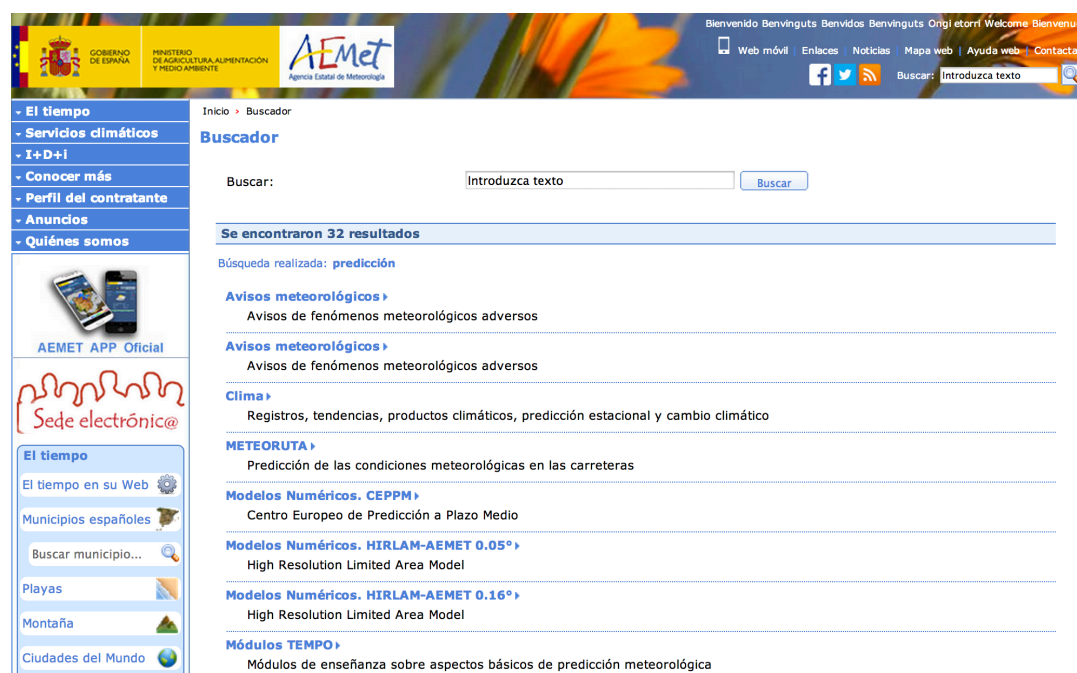 Bienvenido Benvinguts Benvidos Benvinguts Ongi etorri Welcome Bienvenu
GOBIERNO DE ESPAÑA
MINISTERIO DE AGRICULTURA, ALIMENTACIÓN Y MEDIO AMBIENTE
AEMet
Agencia Estatal de Meteorología
Web móvil | Enlaces | Noticias | Mapa web | Ayuda web | Contacta
Buscar: Introduzca texto
El tiempo
Servicios climáticos
I+D+i
Conocer más
Perfil del contratante
Anuncios
Quiénes somos
AEMET APP Oficial
Sede electrónic@
El tiempo
El tiempo en su Web
Municipios españoles
Buscar municipio...
Playas
Montaña
Ciudades del Mundo
Inicio > Buscador
Buscador
Buscar: Introduzca texto Buscar
Se encontraron 32 resultados
Búsqueda realizada: predicción
Avisos meteorológicos
Avisos de fenómenos meteorológicos adversos
Avisos meteorológicos
Avisos de fenómenos meteorológicos adversos
Clima
Registros, tendencias, productos climáticos, predicción estacional y cambio climático
METEORUTA
Predicción de las condiciones meteorológicas en las carreteras
Modelos Numéricos. CEPPM
Centro Europeo de Predicción a Plazo Medio
Modelos Numéricos. HIRLAM-AEMET 0.05°
High Resolution Limited Area Model
Modelos Numéricos. HIRLAM-AEMET 0.16°
High Resolution Limited Area Model
Módulos TEMPO
Módulos de enseñanza sobre aspectos básicos de predicción meteorológica